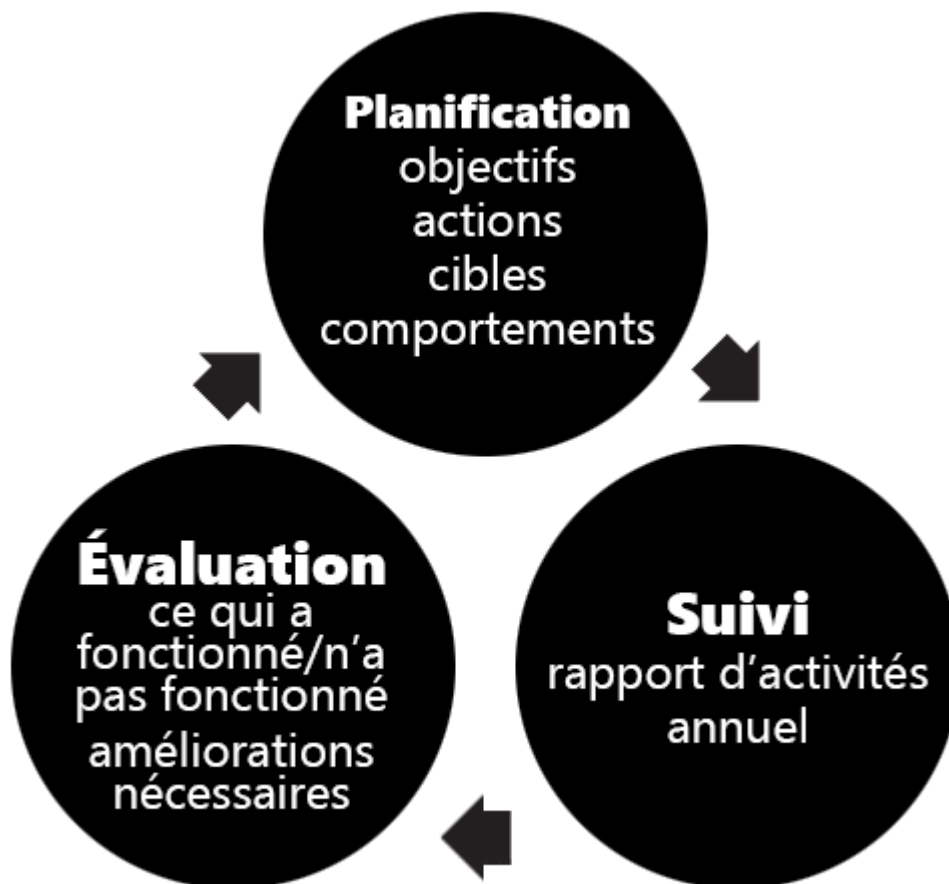 Planification
objectifs
actions
cibles
comportements
Évaluation
ce qui a
fonctionné/n’a
pas fonctionné
améliorations
nécessaires
Suivi
rapport d’activités
annuel